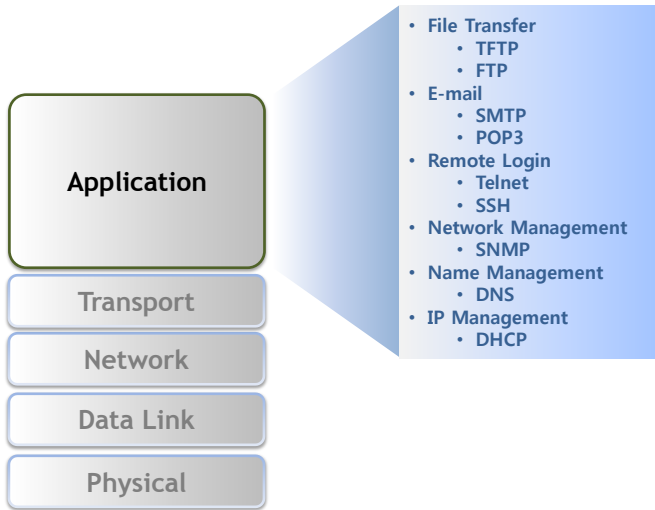 Application
Transport
Network
Data Link
Physical
• File Transfer
• TFTP
• FTP
• E-mail
• SMTP
• POP3
• Remote Login
• Telnet
• SSH
• Network Management
• SNMP
• Name Management
• DNS
• IP Management
• DHCP